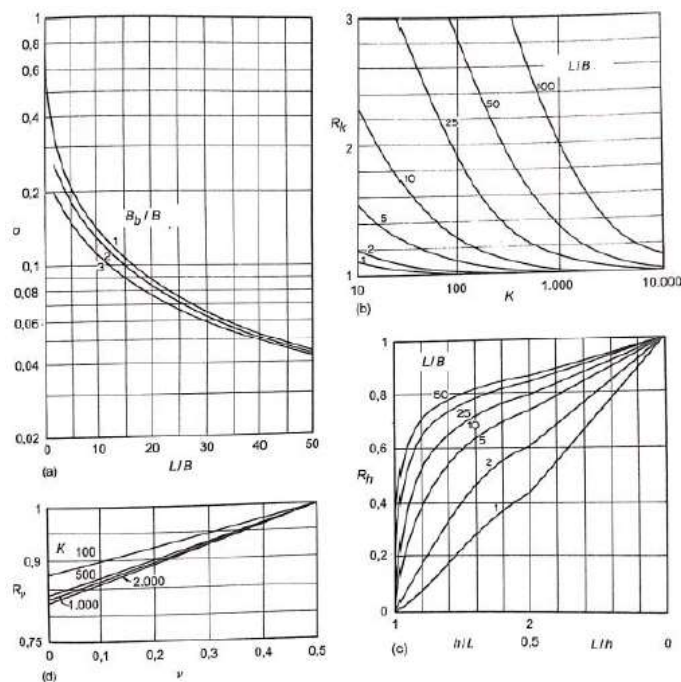 1
0,8
0,6
0,4
0,2
σ
0,1
0,08
0,06
0,04
0,02
B_b/B
1
2
3
0 10 20 30 40 50
(a) L/B
3
R_k
2
1
L/B
100
50
25
10
5
2
1
10 100 1.000 10.000
(b) K
1
0,8
0,6
R_h
0,4
0,2
0
L/B
50
25
10
5
2
1
1 2 0
h/L 0,5 L/h
(c)
1
0,9
R_ν
0,75
K 100
500
1.000
2.000
0 0,1 0,2 0,3 0,4 0,5
(d) ν